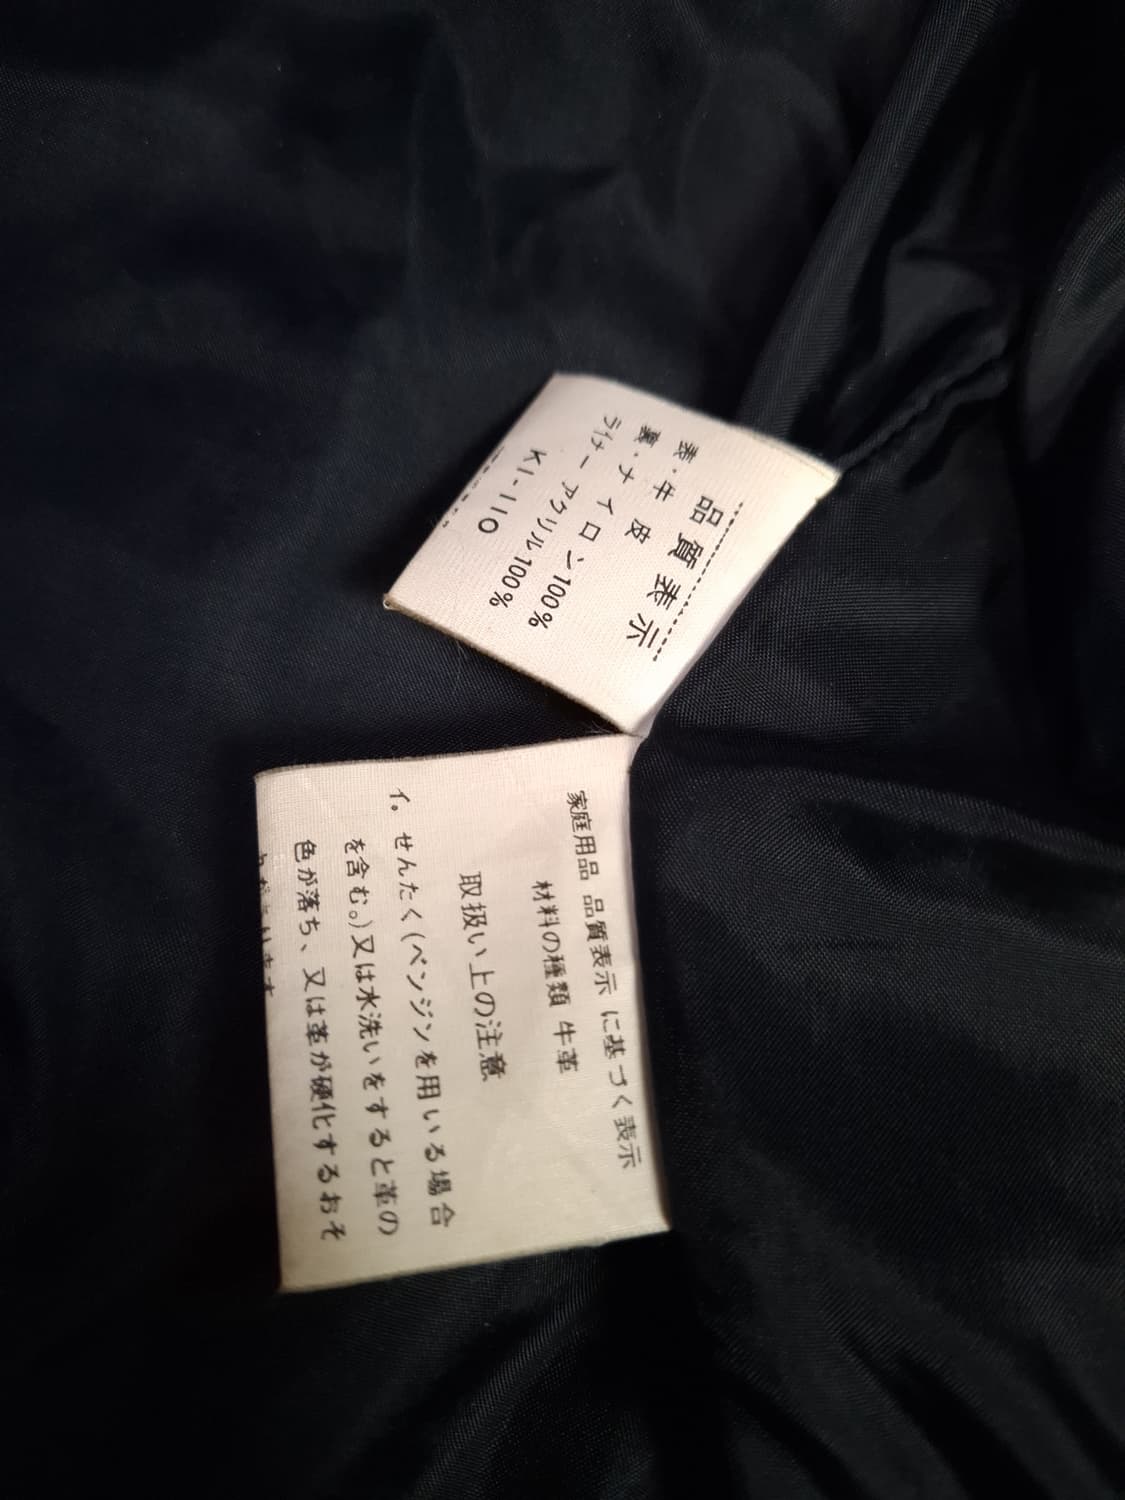 品質表示
表・牛皮
裏・ナイロン100%
ライナー アクリル100%
KI-110
家庭用品 品質表示 に基づく表示
材料の種類 牛革
取扱い上の注意
イ。せんたく(ベンジンを用いる場合
を含む。)又は水洗いをすると革の
色が落ち、又は革が硬化するおそ